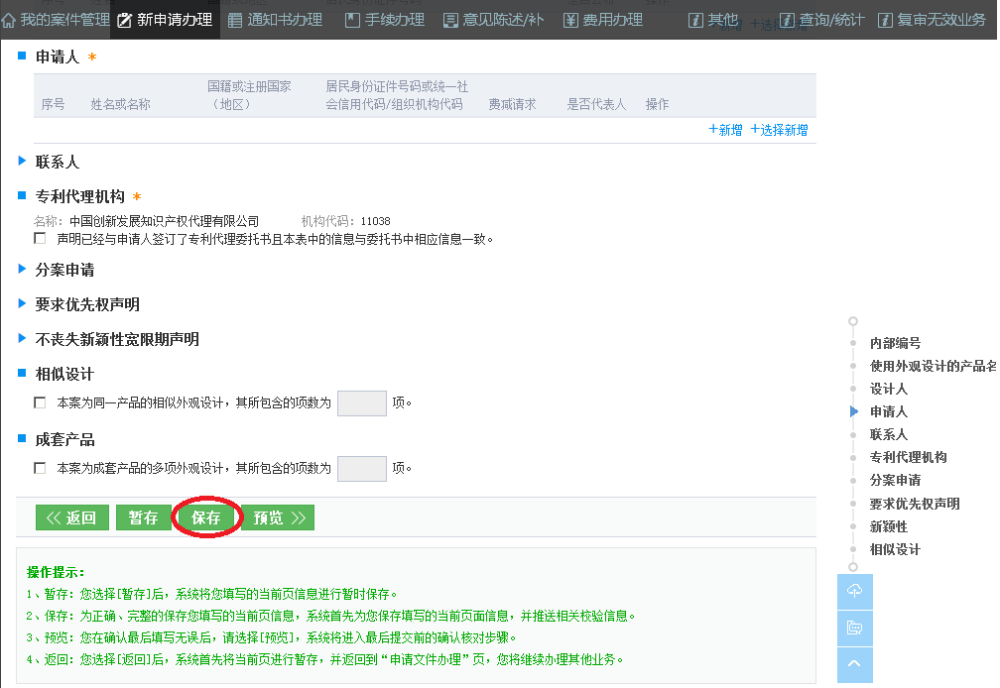 我的案件管理 新申请办理 通知书办理 手续办理 意见陈述/补 费用办理 其他 查询/统计 复审无效业务
申请人 *
序号 姓名或名称 国籍或注册国家（地区） 居民身份证件号码或统一社会信用代码/组织机构代码 费减请求 是否代表人 操作
+新增 +选择新增
联系人
专利代理机构 *
名称: 中国创新发展知识产权代理有限公司 机构代码: 11038
声明已经与申请人签订了专利代理委托书且本表中的信息与委托书中相应信息一致。
分案申请
要求优先权声明
不丧失新颖性宽限期声明
相似设计
本案为同一产品的相似外观设计，其所包含的项数为 项。
成套产品
本案为成套产品的多项外观设计，其所包含的项数为 项。
<< 返回 暂存 保存 预览 >>
操作提示：
1、暂存：您选择[暂存]后，系统将您填写的当前页信息进行暂时保存。
2、保存：为正确、完整的保存您填写的当前页信息，系统首先为您保存填写的当前页面信息，并推送相关校验信息。
3、预览：您在确认最后填写无误后，请选择[预览]，系统将进入最后提交前的确认核对步骤。
4、返回：您选择[返回]后，系统首先将当前页进行暂存，并返回到“申请文件办理”页，您将继续办理其他业务。
内部编号
使用外观设计的产品名
设计人
申请人
联系人
专利代理机构
分案申请
要求优先权声明
新颖性
相似设计